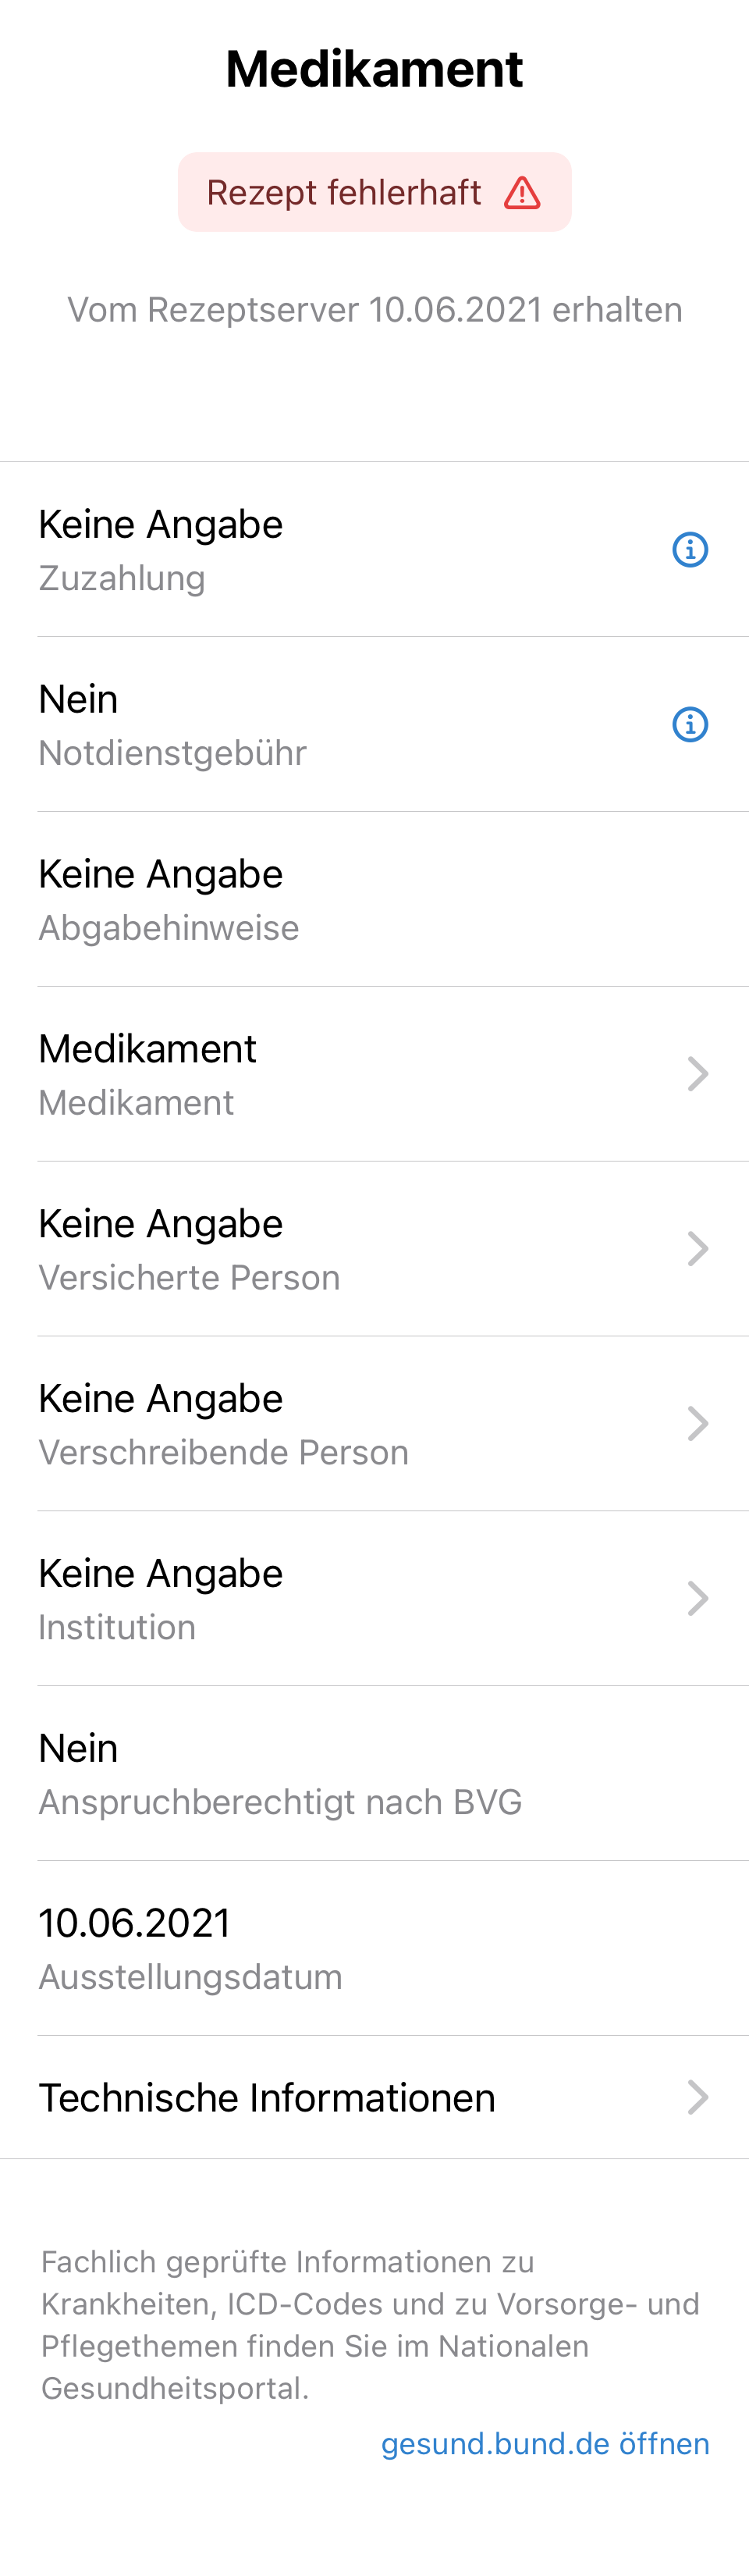 Medikament
Rezept fehlerhaft
Vom Rezeptserver 10.06.2021 erhalten
Keine Angabe
Zuzahlung
Nein
Notdienstgebühr
Keine Angabe
Abgabehinweise
Medikament
Medikament
Keine Angabe
Versicherte Person
Keine Angabe
Verschreibende Person
Keine Angabe
Institution
Nein
Anspruchberechtigt nach BVG
10.06.2021
Ausstellungsdatum
Technische Informationen
Fachlich geprüfte Informationen zu
Krankheiten, ICD-Codes und zu Vorsorge- und
Pflegethemen finden Sie im Nationalen
Gesundheitsportal.
gesund.bund.de öffnen